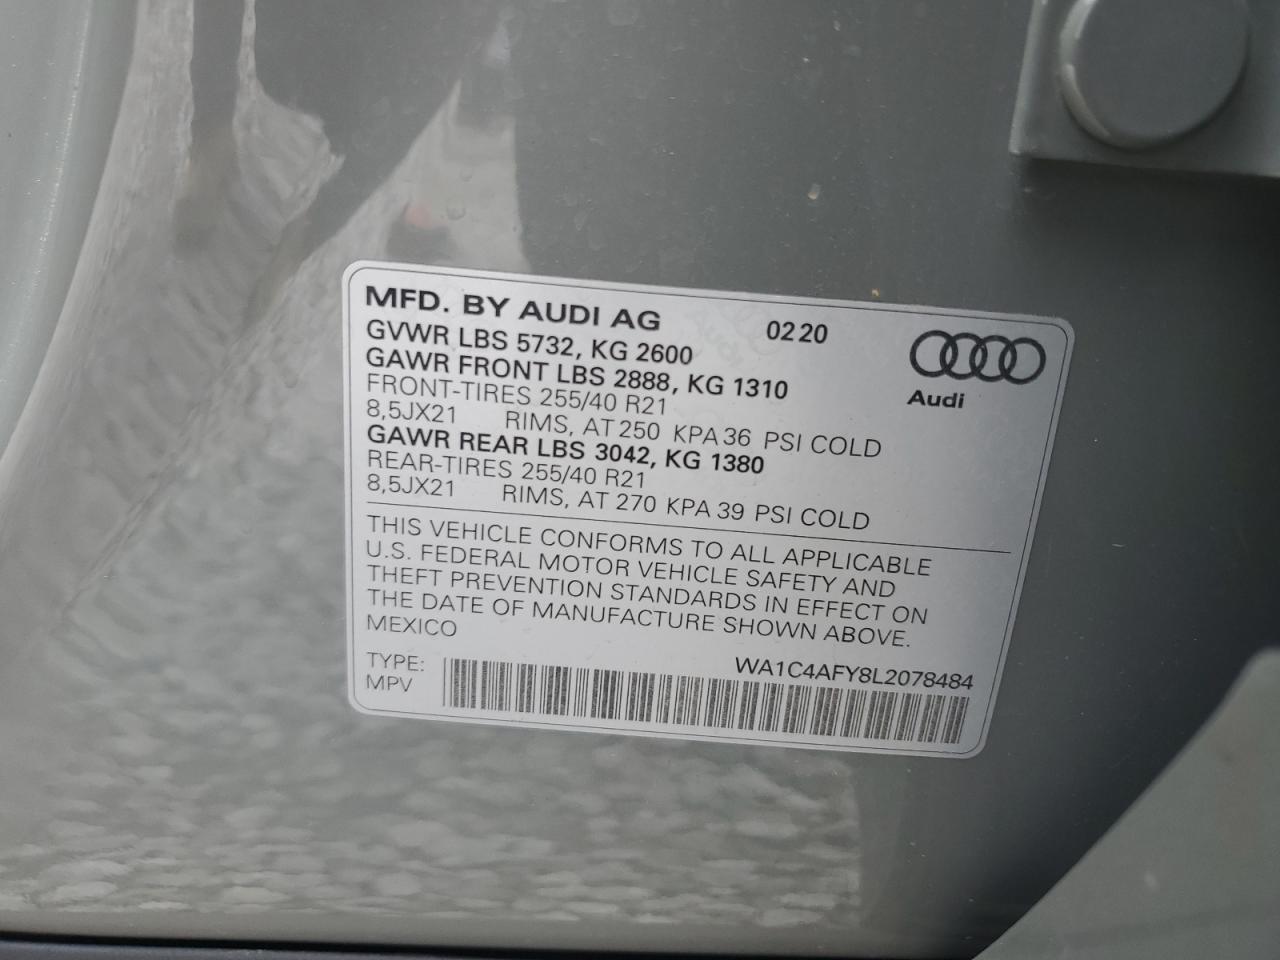 MFD. BY AUDI AG 02 20
GVWR LBS 5732, KG 2600
GAWR FRONT LBS 2888, KG 1310
FRONT-TIRES 255/40 R21
8,5JX21 RIMS, AT 250 KPA 36 PSI COLD
GAWR REAR LBS 3042, KG 1380
REAR-TIRES 255/40 R21
8,5JX21 RIMS, AT 270 KPA 39 PSI COLD
Audi
THIS VEHICLE CONFORMS TO ALL APPLICABLE
U.S. FEDERAL MOTOR VEHICLE SAFETY AND
THEFT PREVENTION STANDARDS IN EFFECT ON
THE DATE OF MANUFACTURE SHOWN ABOVE.
MEXICO
TYPE: WA1C4AFY8L2078484
MPV